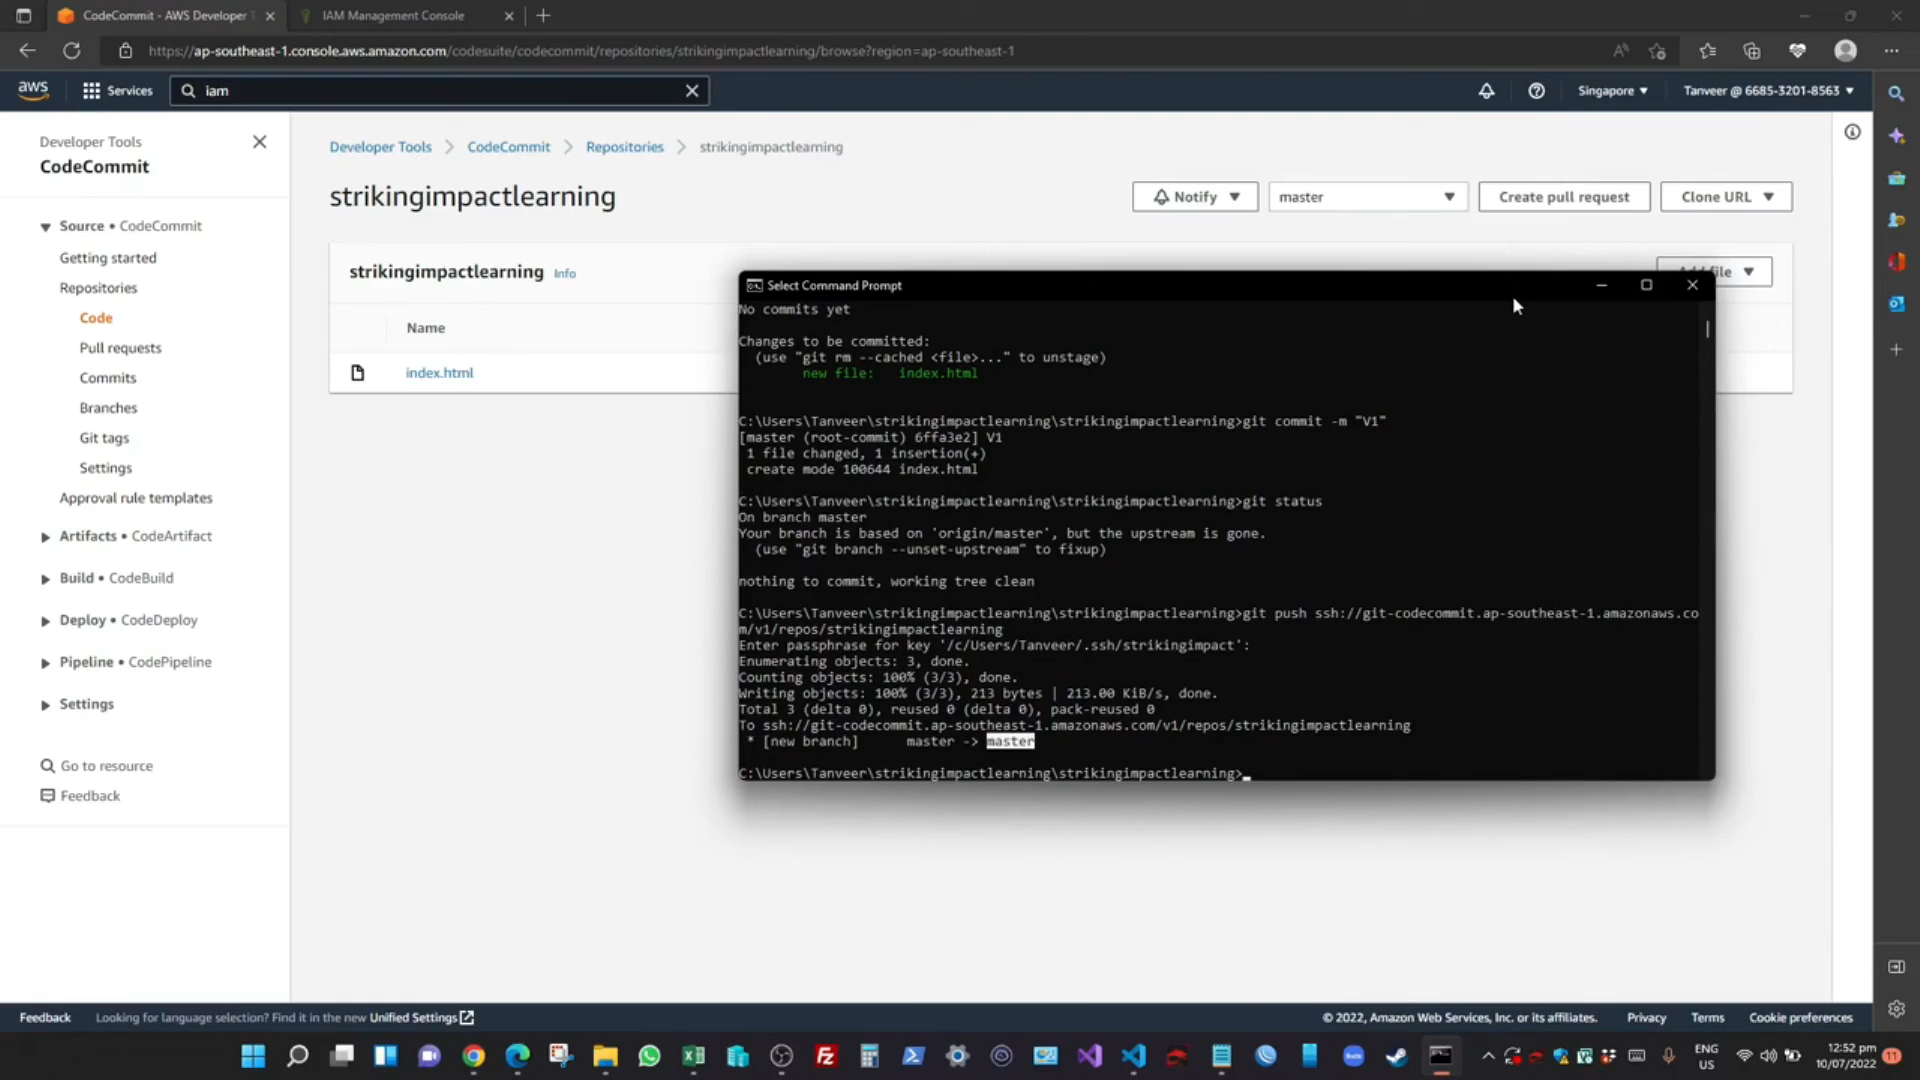 CodeCommit - AWS Developer T
IAM Management Console
https://ap-southeast-1.console.aws.amazon.com/codesuite/codecommit/repositories/strikingimpactlearning/browse?region=ap-southeast-1
aws
Services
iam
Singapore
Tanveer @ 6685-3201-8563
Developer Tools
CodeCommit
Source • CodeCommit
Getting started
Repositories
Code
Pull requests
Commits
Branches
Git tags
Settings
Approval rule templates
Artifacts • CodeArtifact
Build • CodeBuild
Deploy • CodeDeploy
Pipeline • CodePipeline
Settings
Go to resource
Feedback
Developer Tools > CodeCommit > Repositories > strikingimpactlearning
strikingimpactlearning
Notify
master
Create pull request
Clone URL
strikingimpactlearning Info
file
Name
index.html
Select Command Prompt
No commits yet
Changes to be committed:
(use "git rm --cached <file>..." to unstage)
new file: index.html
C:\Users\Tanveer\strikingimpactlearning\strikingimpactlearning>git commit -m "V1"
[master (root-commit) 6ffa3e2] V1
1 file changed, 1 insertion(+)
create mode 100644 index.html
C:\Users\Tanveer\strikingimpactlearning\strikingimpactlearning>git status
On branch master
Your branch is based on 'origin/master', but the upstream is gone.
(use "git branch --unset-upstream" to fixup)
nothing to commit, working tree clean
C:\Users\Tanveer\strikingimpactlearning\strikingimpactlearning>git push ssh://git-codecommit.ap-southeast-1.amazonaws.co
m/v1/repos/strikingimpactlearning
Enter passphrase for key '/c/Users/Tanveer/.ssh/strikingimpact':
Enumerating objects: 3, done.
Counting objects: 100% (3/3), done.
Writing objects: 100% (3/3), 213 bytes | 213.00 KiB/s, done.
Total 3 (delta 0), reused 0 (delta 0), pack-reused 0
To ssh://git-codecommit.ap-southeast-1.amazonaws.com/v1/repos/strikingimpactlearning
* [new branch] master -> master
C:\Users\Tanveer\strikingimpactlearning\strikingimpactlearning>_
Feedback
Looking for language selection? Find it in the new Unified Settings
© 2022, Amazon Web Services, Inc. or its affiliates.
Privacy
Terms
Cookie preferences
ENG
US
12:52 pm
10/07/2022
11